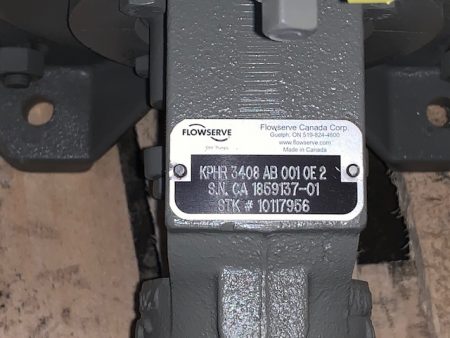 FLOWSERVE
Flowserve Canada Corp.
Guelph, ON 519-824-4600
www.flowserve.com
Made in Canada
KPHR 3408 AB 001 0E 2
S.N. CA 1859137-01
STK # 10117956